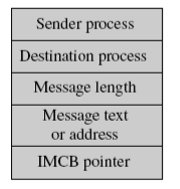 Sender process
Destination process
Message length
Message text
or address
IMCB pointer